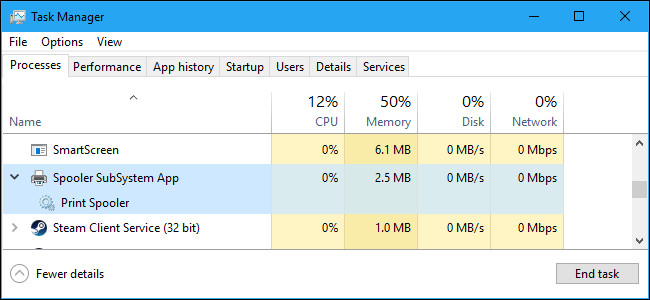 Task Manager
File Options View
Processes Performance App history Startup Users Details Services
12% 50% 0% 0%
Name CPU Memory Disk Network
SmartScreen 0% 6.1 MB 0 MB/s 0 Mbps
Spooler SubSystem App 0% 2.5 MB 0 MB/s 0 Mbps
Print Spooler
Steam Client Service (32 bit) 0% 1.0 MB 0 MB/s 0 Mbps
Fewer details End task